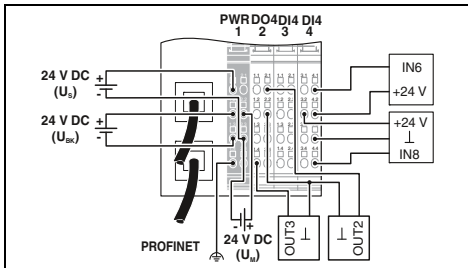 PWR DO4 DI4 DI4
1 2 3 4
24 V DC
(US)
+
-
24 V DC
(UBK)
+
-
IN6
+24 V
+24 V
⊥
IN8
PROFINET
- +
24 V DC
(UM)
OUT3
⊥
⊥
OUT2